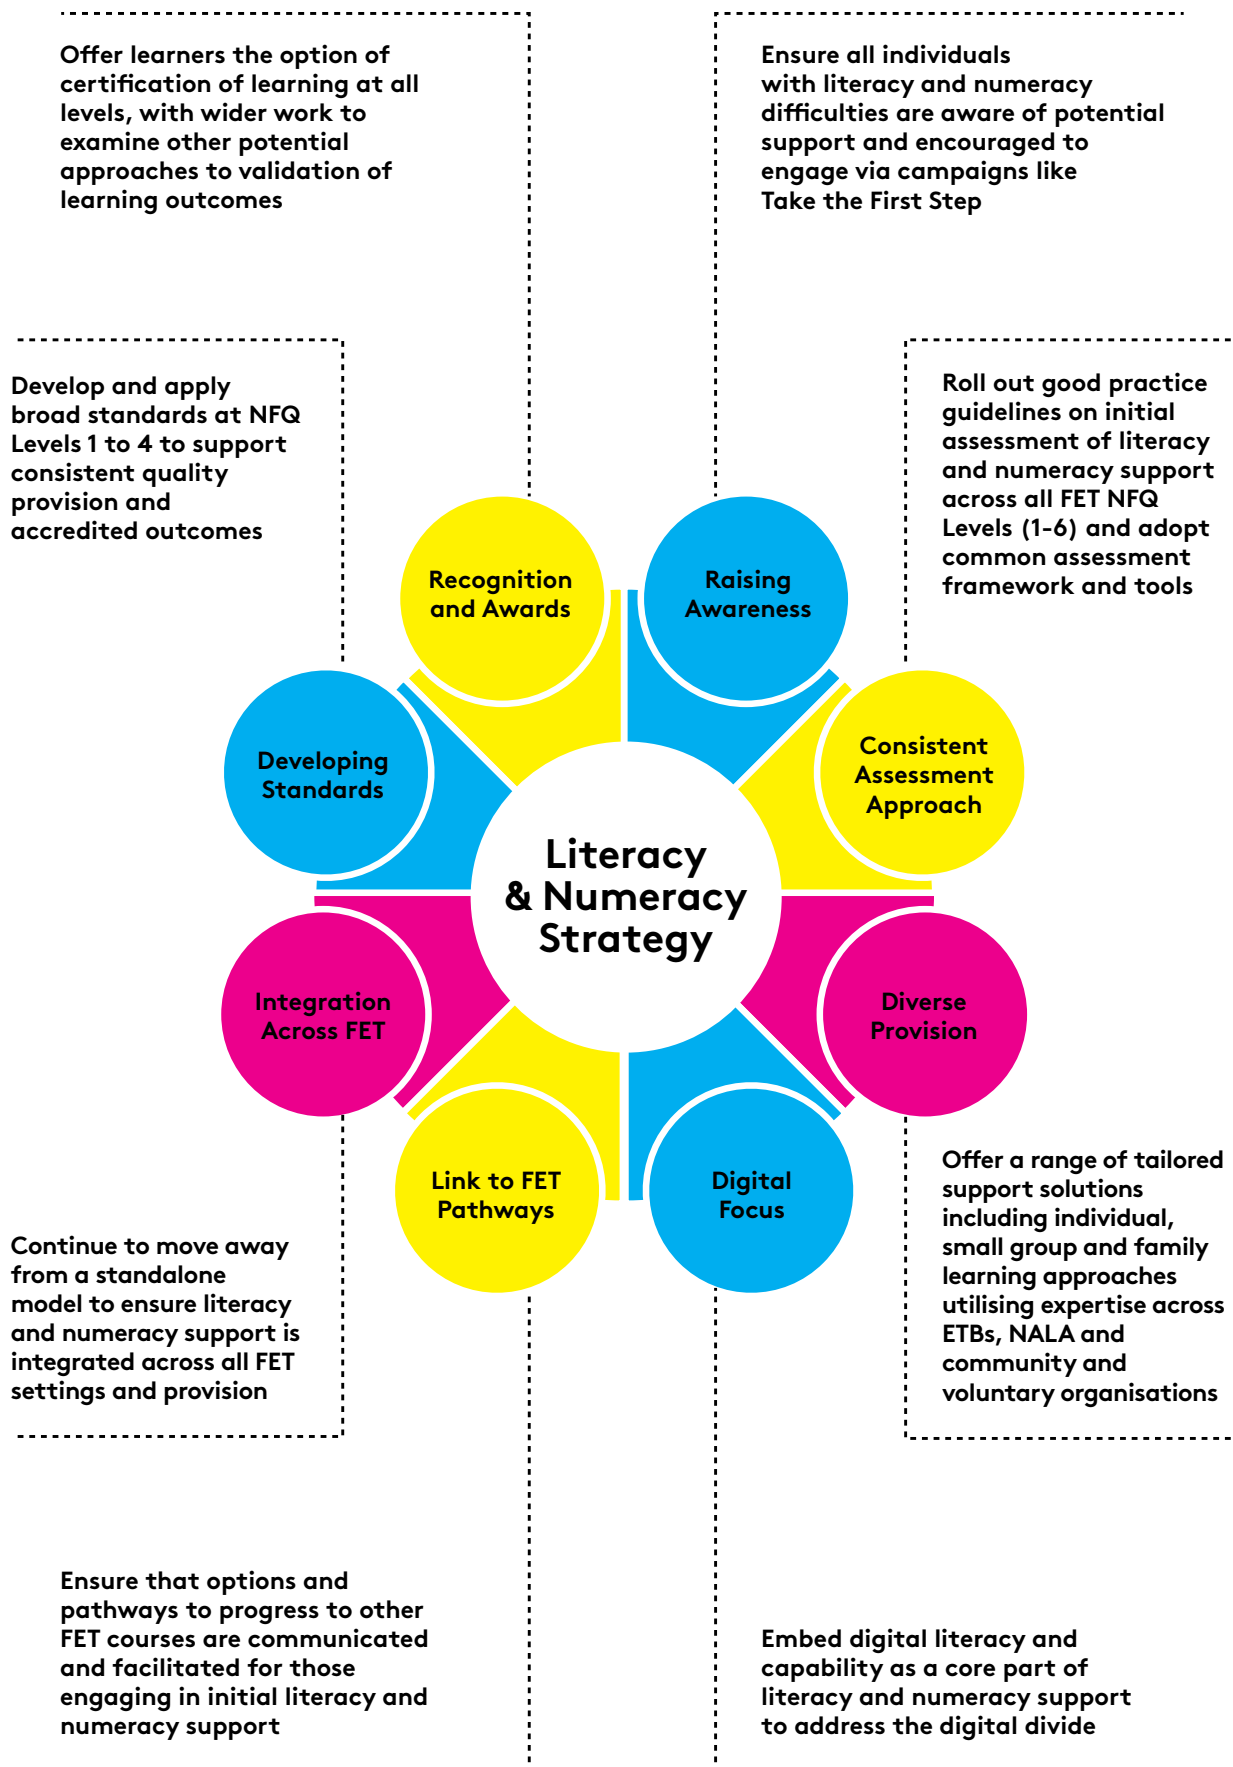 Offer learners the option of
certification of learning at all
levels, with wider work to
examine other potential
approaches to validation of
learning outcomes
Ensure all individuals
with literacy and numeracy
difficulties are aware of potential
support and encouraged to
engage via campaigns like
Take the First Step
Develop and apply
broad standards at NFQ
Levels 1 to 4 to support
consistent quality
provision and
accredited outcomes
Roll out good practice
guidelines on initial
assessment of literacy
and numeracy support
across all FET NFQ
Levels (1-6) and adopt
common assessment
framework and tools
Recognition
and Awards
Raising
Awareness
Developing
Standards
Consistent
Assessment
Approach
Literacy
& Numeracy
Strategy
Integration
Across FET
Diverse
Provision
Link to FET
Pathways
Digital
Focus
Continue to move away
from a standalone
model to ensure literacy
and numeracy support is
integrated across all FET
settings and provision
Offer a range of tailored
support solutions
including individual,
small group and family
learning approaches
utilising expertise across
ETBs, NALA and
community and
voluntary organisations
Ensure that options and
pathways to progress to other
FET courses are communicated
and facilitated for those
engaging in initial literacy and
numeracy support
Embed digital literacy and
capability as a core part of
literacy and numeracy support
to address the digital divide